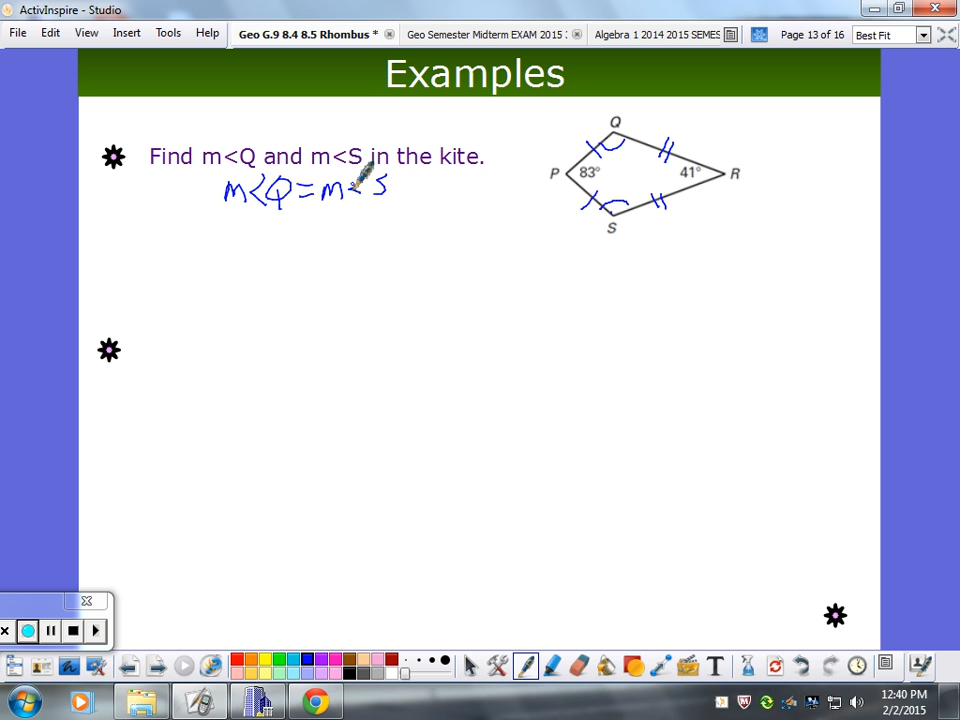 ActivInspire - Studio
File Edit View Insert Tools Help
Geo G.9 8.4 8.5 Rhombus *
Geo Semester Midterm EXAM 2015
Algebra 1 2014 2015 SEMES
Page 13 of 16
Best Fit
Examples
Find m<Q and m<S in the kite.
m<Q=m<S
Q
P 83° 41° R
S
T
12:40 PM
2/2/2015